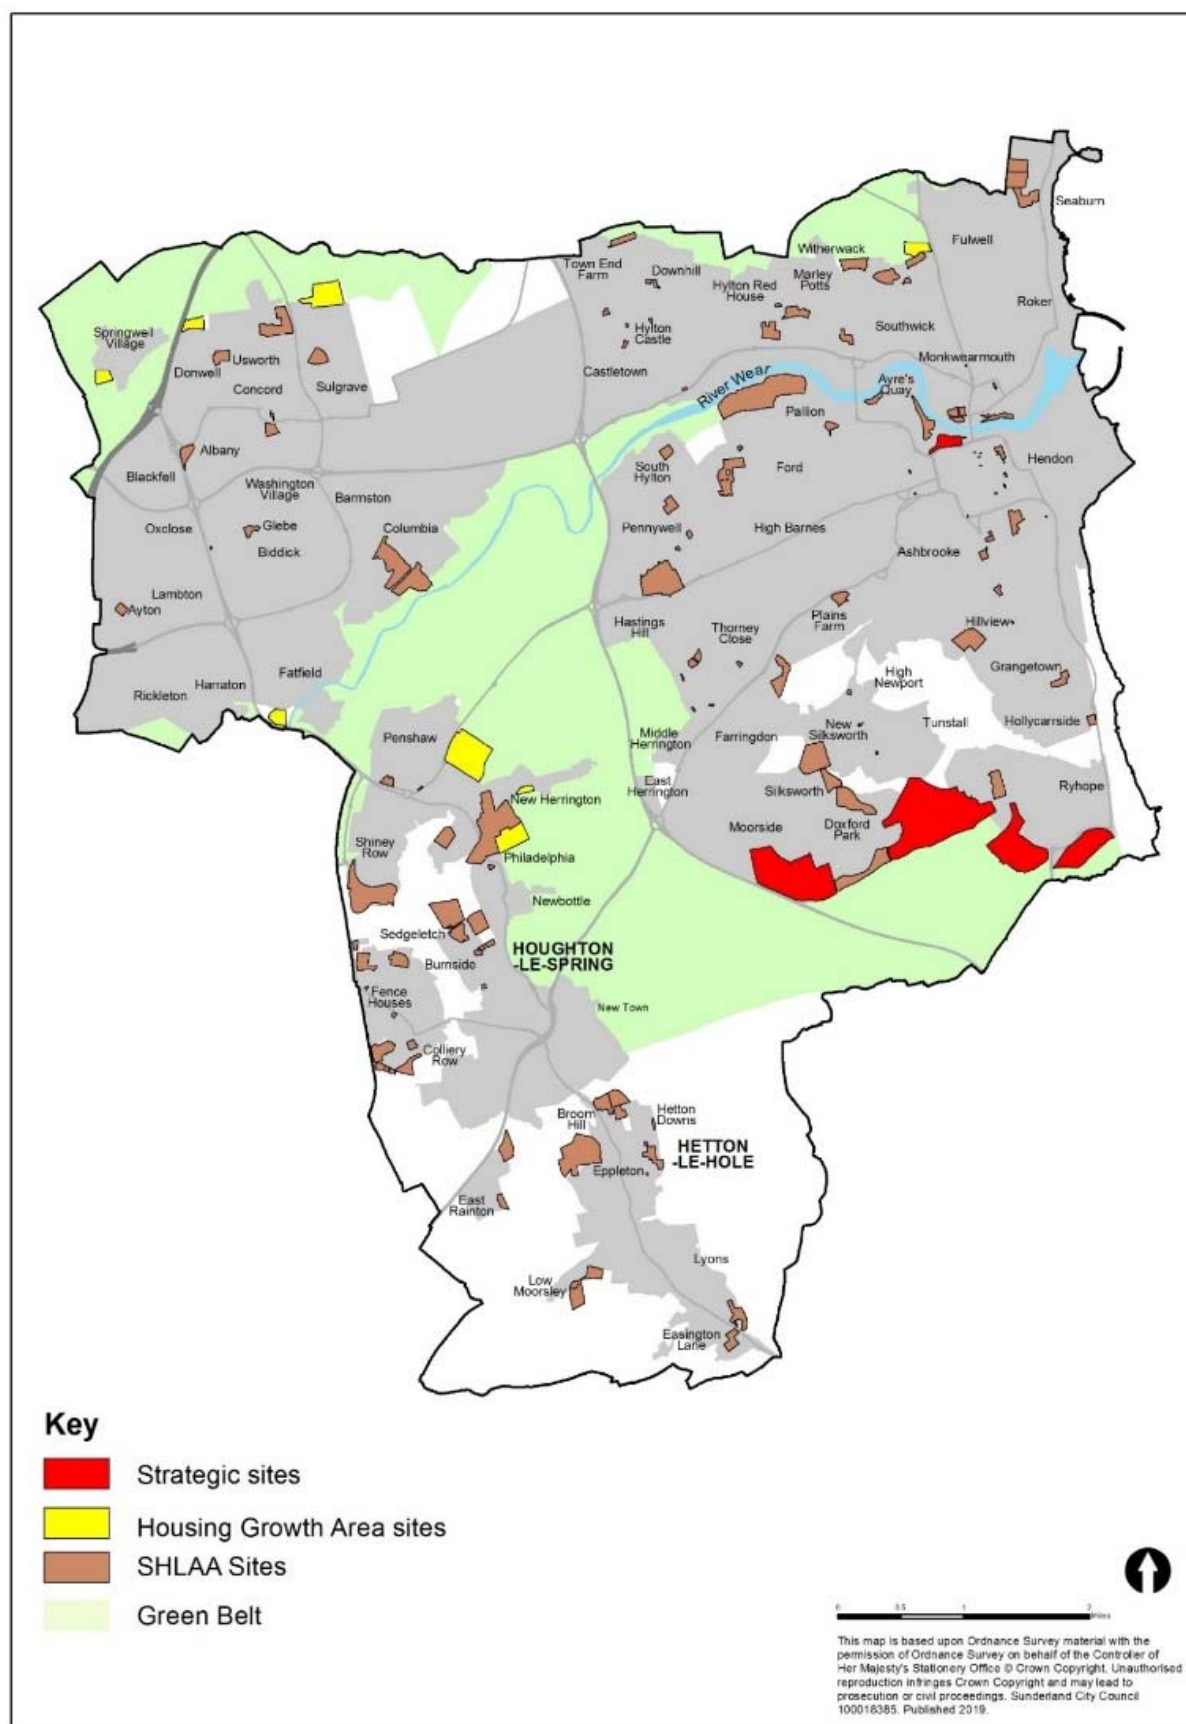 Seaburn
Fulwell
Witherwack
Town End
Farm
Downhill
Marley
Potts
Hylton Red
House
Roker
Springwell
Village
Hylton
Castle
Southwick
Donwell
Usworth
Monkwearmouth
Concord
Sulgrave
Castletown
River Wear
Ayre's
Quay
Pallion
Albany
Hendon
South
Hylton
Ford
Blackfell
Washington
Village
Barmston
Oxclose
Glebe
Columbia
Pennywell
High Barnes
Biddick
Ashbrooke
Lambton
Ayton
Hastings
Hill
Thorney
Close
Plains
Farm
Hillview
Grangetown
Fatfield
High
Newport
Harraton
Rickleton
Penshaw
Middle
Herrington
Farringdon
New
Silksworth
Tunstall
Hollycarrside
East
Herrington
Silksworth
Ryhope
New Herrington
Moorside
Doxford
Park
Shiney
Row
Philadelphia
Newbottle
Sedgeletch
HOUGHTON
-LE-SPRING
Burnside
Fence
Houses
New Town
Colliery
Row
Broom
Hill
Hetton
Downs
HETTON
-LE-HOLE
Eppleton
East
Rainton
Lyons
Low
Moorsley
Easington
Lane
Key
Strategic sites
Housing Growth Area sites
SHLAA Sites
Green Belt
0 0.5 1 2
Miles
This map is based upon Ordnance Survey material with the
permission of Ordnance Survey on behalf of the Controller of
Her Majesty's Stationery Office © Crown Copyright. Unauthorised
reproduction infringes Crown Copyright and may lead to
prosecution or civil proceedings. Sunderland City Council
100018385. Published 2019.